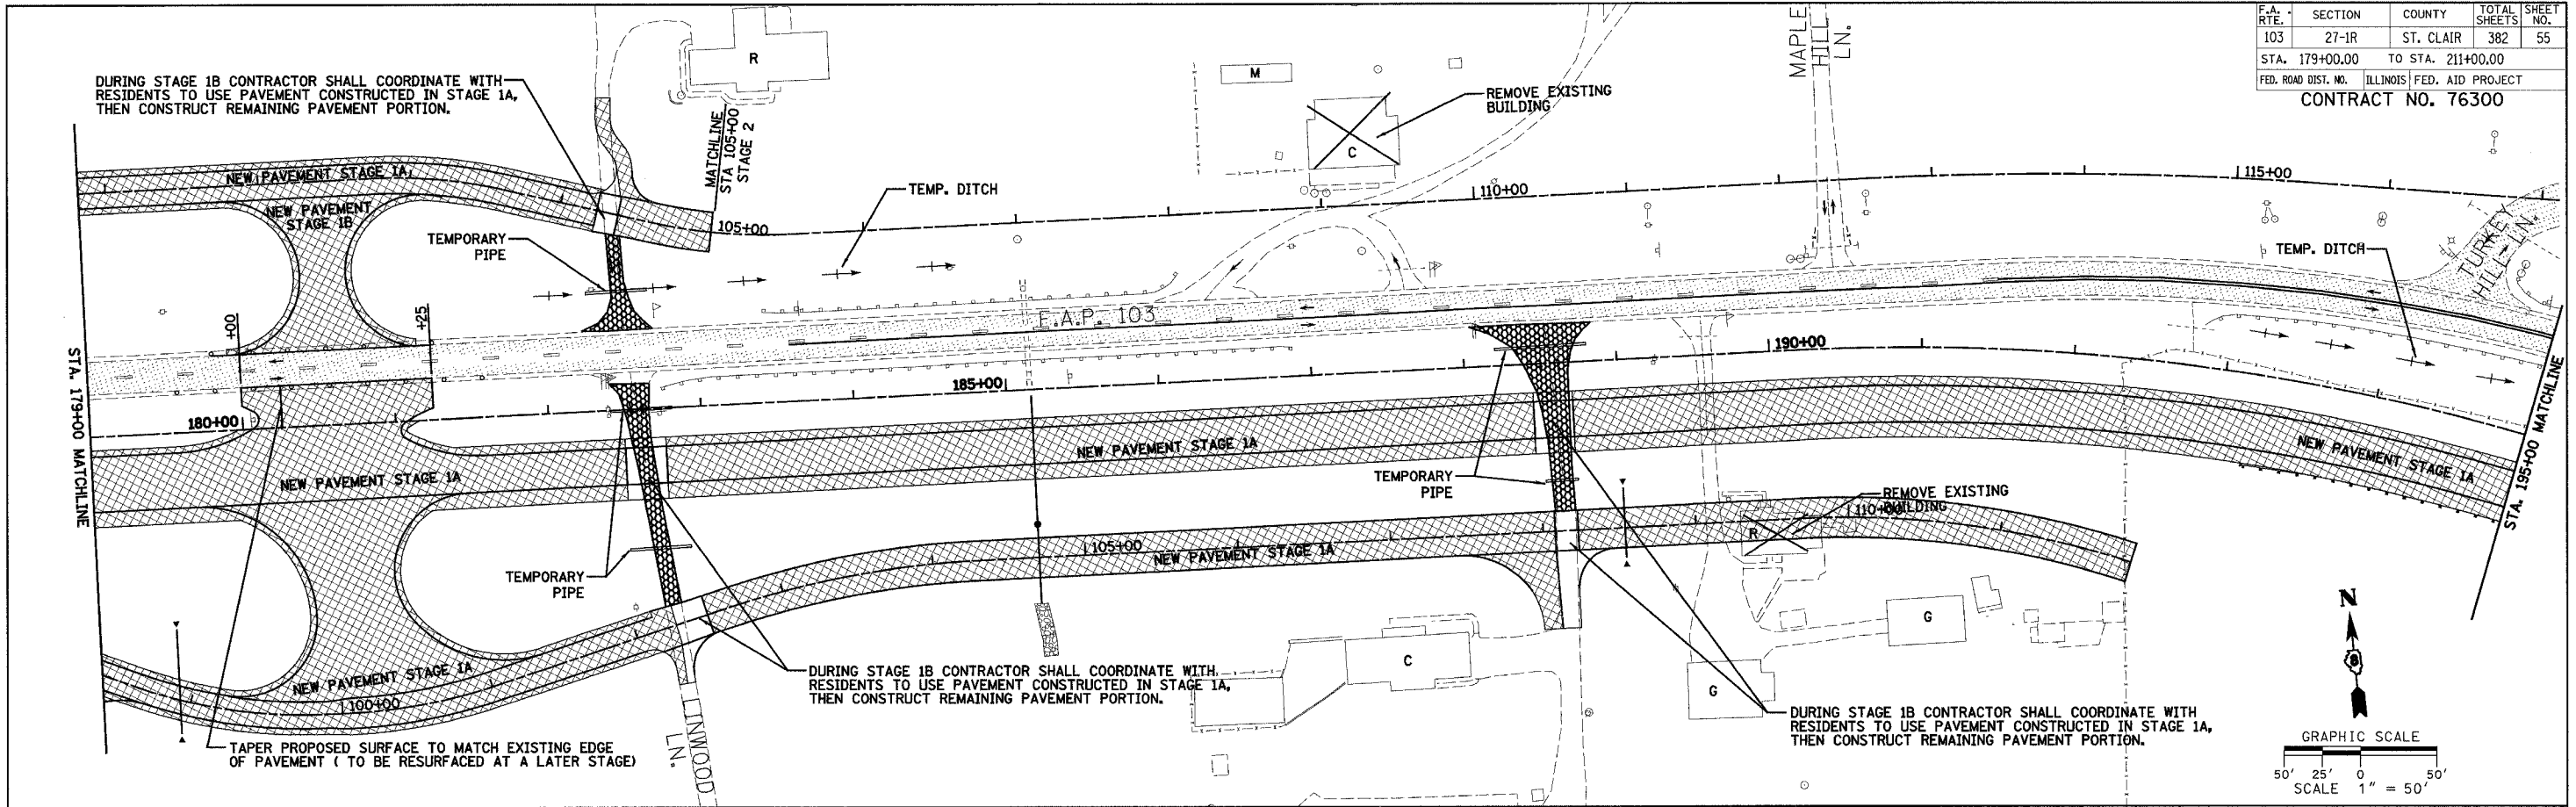 F.A. RTE. SECTION COUNTY TOTAL SHEETS SHEET NO.
103 27-1R ST. CLAIR 382 55
STA. 179+00.00 TO STA. 211+00.00
FED. ROAD DIST. NO. ILLINOIS FED. AID PROJECT
CONTRACT NO. 76300
DURING STAGE 1B CONTRACTOR SHALL COORDINATE WITH
RESIDENTS TO USE PAVEMENT CONSTRUCTED IN STAGE 1A,
THEN CONSTRUCT REMAINING PAVEMENT PORTION.
R
MATCHLINE
STA 105+00
STAGE 2
M
REMOVE EXISTING
BUILDING
C
MAPLE
HILL
LN.
NEW PAVEMENT STAGE 1A
NEW PAVEMENT
STAGE 1B
TEMP. DITCH
110+00
115+00
105+00
TEMPORARY
PIPE
TEMP. DITCH
TURKEY
HILL LN.
+00
+25
F.A.P. 103
STA. 179+00 MATCHLINE
180+00
185+00
190+00
STA. 195+00 MATCHLINE
NEW PAVEMENT STAGE 1A
NEW PAVEMENT STAGE 1A
NEW PAVEMENT STAGE 1A
TEMPORARY
PIPE
REMOVE EXISTING
BUILDING
110+00
R
105+00
NEW PAVEMENT STAGE 1A
TEMPORARY
PIPE
NEW PAVEMENT STAGE 1A
100+00
C
G
G
DURING STAGE 1B CONTRACTOR SHALL COORDINATE WITH
RESIDENTS TO USE PAVEMENT CONSTRUCTED IN STAGE 1A,
THEN CONSTRUCT REMAINING PAVEMENT PORTION.
LINWOOD
LN.
DURING STAGE 1B CONTRACTOR SHALL COORDINATE WITH
RESIDENTS TO USE PAVEMENT CONSTRUCTED IN STAGE 1A,
THEN CONSTRUCT REMAINING PAVEMENT PORTION.
TAPER PROPOSED SURFACE TO MATCH EXISTING EDGE
OF PAVEMENT ( TO BE RESURFACED AT A LATER STAGE)
N
GRAPHIC SCALE
50' 25' 0 50'
SCALE 1" = 50'